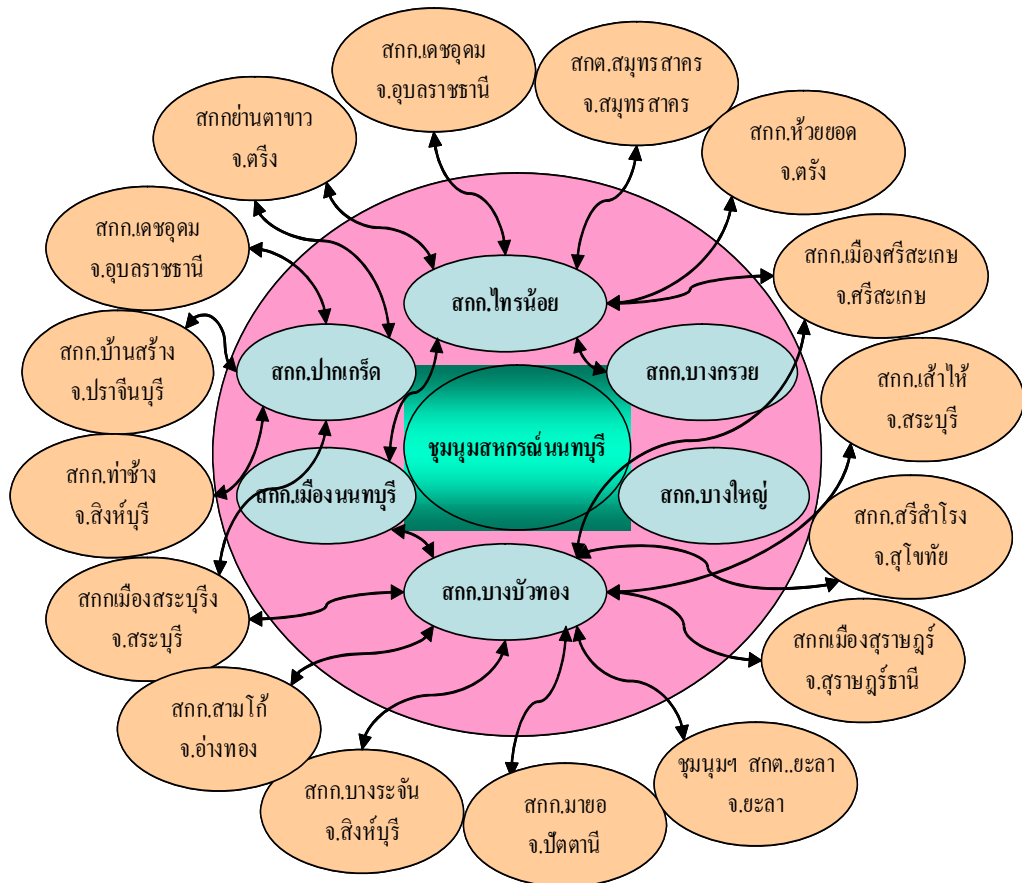 สกก.เดชอุดม
จ.อุบลราชธานี
สกต.สมุทรสาคร
จ.สมุทรสาคร
สกกย่านตาขาว
จ.ตรีง
สกก.ห้วยยอด
จ.ตรัง
สกก.เดชอุดม
จ.อุบลราชธานี
สกก.เมืองศรีสะเกษ
จ.ศรีสะเกษ
สกก.ไทรน้อย
สกก.บ้านสร้าง
จ.ปราจีนบุรี
สกก.ปากเกร็ด
สกก.บางกรวย
สกก.เส้าไห้
จ.สระบุรี
ชุมนุมสหกรณ์นนทบุรี
สกก.ท่าช้าง
จ.สิงห์บุรี
สกก.เมืองนนทบุรี
สกก.บางใหญ่
สกก.สรีสำโรง
จ.สุโขทัย
สกก.บางบัวทอง
สกกเมืองสระบุรีง
จ.สระบุรี
สกกเมืองสุราษฎร์
จ.สุราษฎร์ธานี
สกก.สามโก้
จ.อ่างทอง
สกก.บางระจัน
จ.สิงห์บุรี
สกก.มายอ
จ.ปัตตานี
ชุมนุมฯ สกต..ยะลา
จ.ยะลา